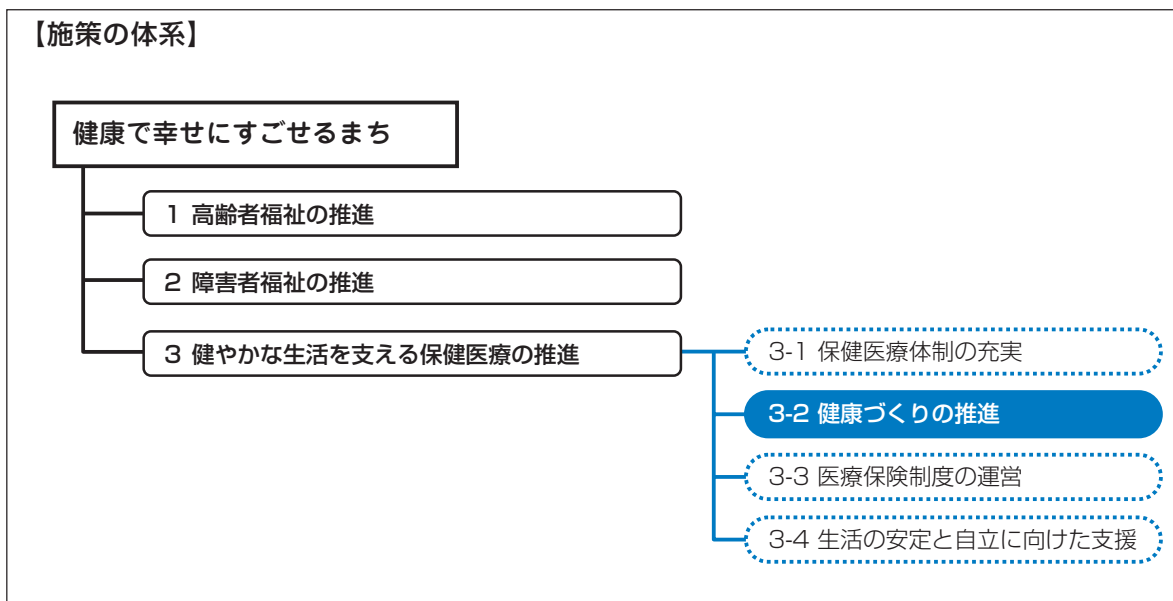 【施策の体系】
健康で幸せにすごせるまち
1 高齢者福祉の推進
2 障害者福祉の推進
3 健やかな生活を支える保健医療の推進
3-1 保健医療体制の充実
3-2 健康づくりの推進
3-3 医療保険制度の運営
3-4 生活の安定と自立に向けた支援